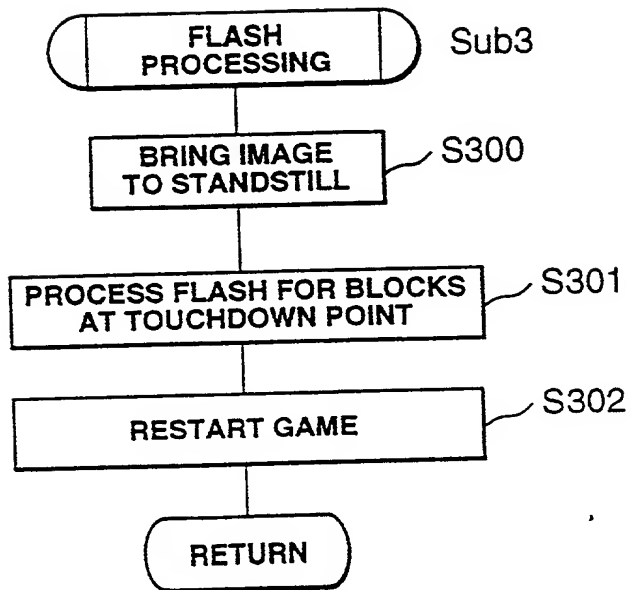 FLASH
PROCESSING
Sub3
BRING IMAGE
TO STANDSTILL
S300
PROCESS FLASH FOR BLOCKS
AT TOUCHDOWN POINT
S301
RESTART GAME
S302
RETURN